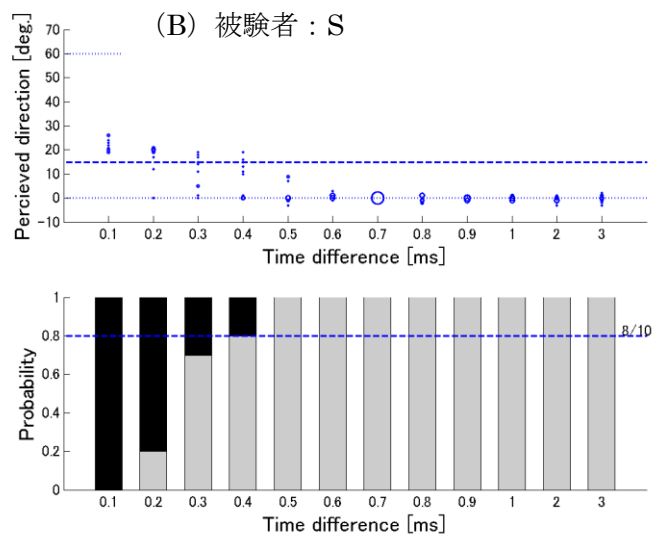 (B) 被験者：S
Percieved direction [deg.]
70
60
50
40
30
20
10
0
-10
0.1 0.2 0.3 0.4 0.5 0.6 0.7 0.8 0.9 1 2 3
Time difference [ms]
Probability
1
0.8
0.6
0.4
0.2
0
8/10
0.1 0.2 0.3 0.4 0.5 0.6 0.7 0.8 0.9 1 2 3
Time difference [ms]